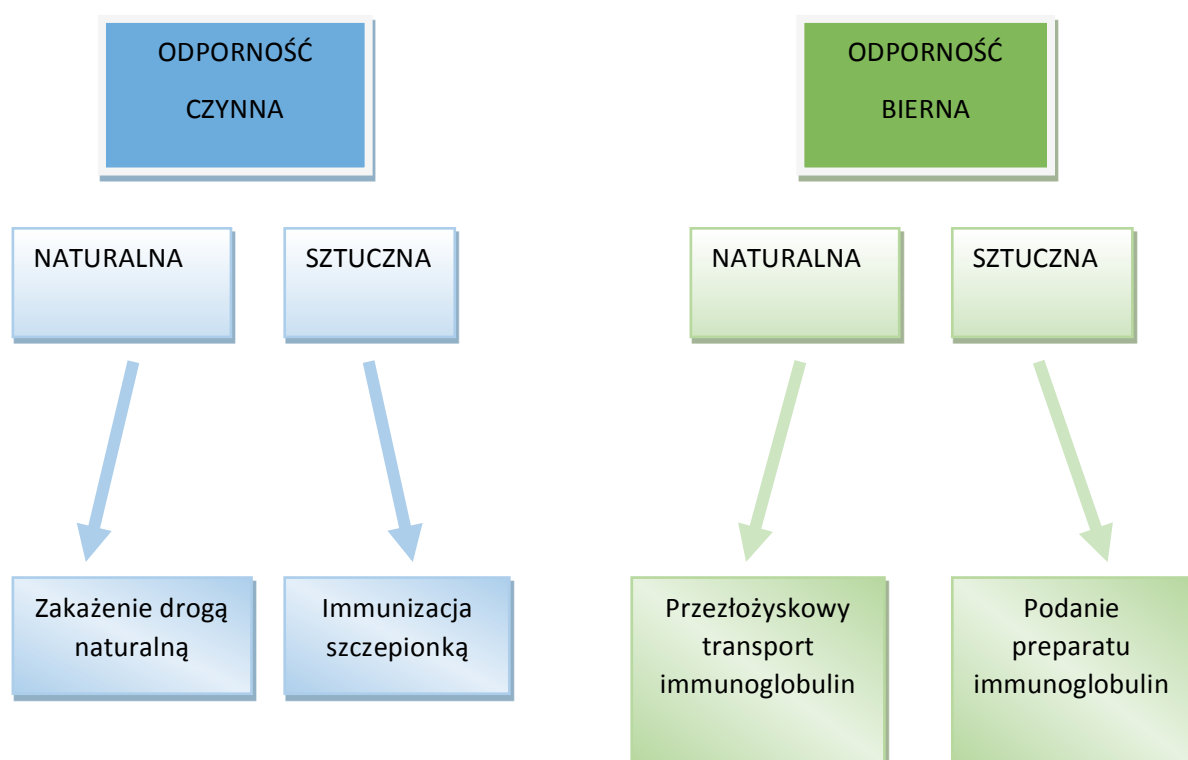 ODPORNOŚĆ
CZYNNA
ODPORNOŚĆ
BIERNA
NATURALNA
SZTUCZNA
NATURALNA
SZTUCZNA
Zakażenie drogą
naturalną
Immunizacja
szczepionką
Przezłożyskowy
transport
immunoglobulin
Podanie
preparatu
immunoglobulin